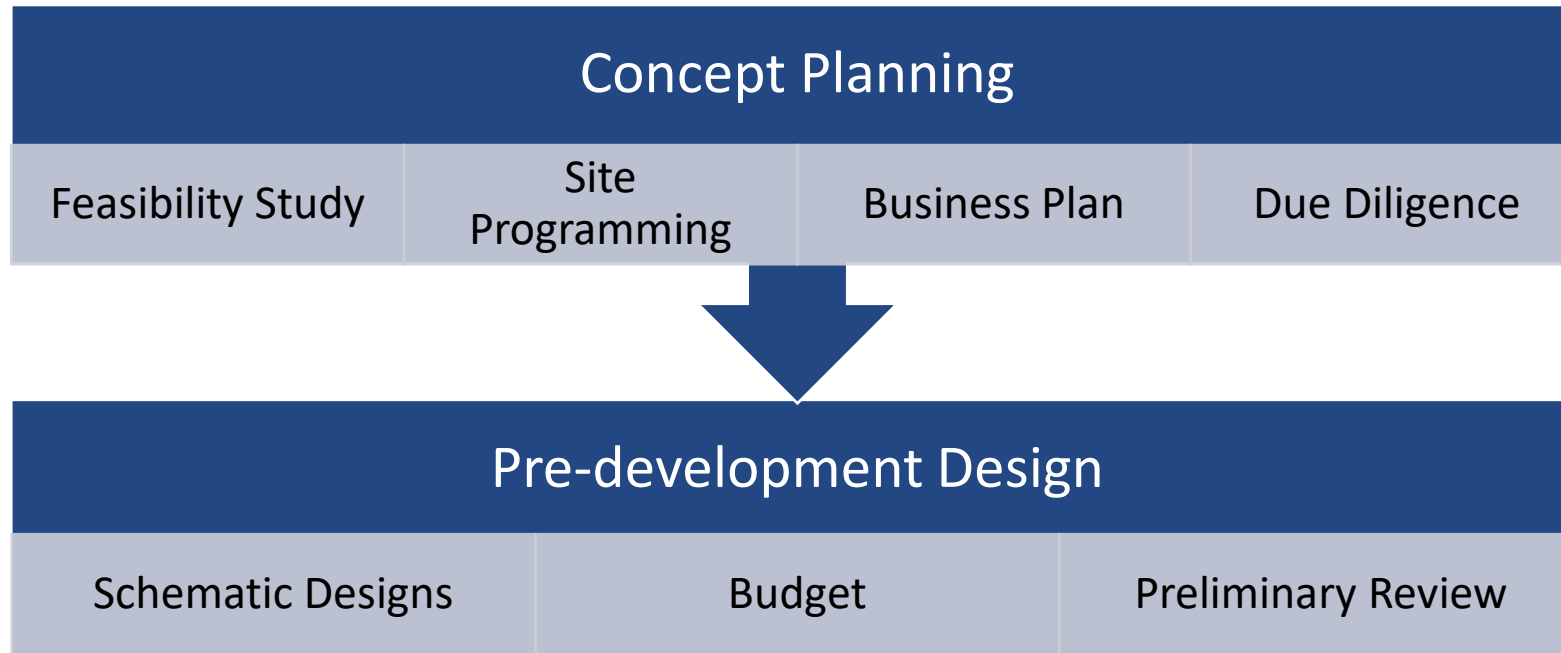 Concept Planning
Feasibility Study
Site
Programming
Business Plan
Due Diligence
Pre-development Design
Schematic Designs
Budget
Preliminary Review